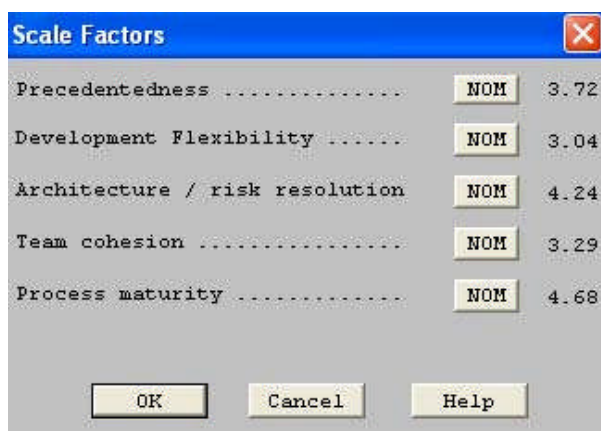 Scale Factors
Precedentedness .............. NOM 3.72
Development Flexibility ...... NOM 3.04
Architecture / risk resolution NOM 4.24
Team cohesion ................ NOM 3.29
Process maturity ............. NOM 4.68
OK Cancel Help